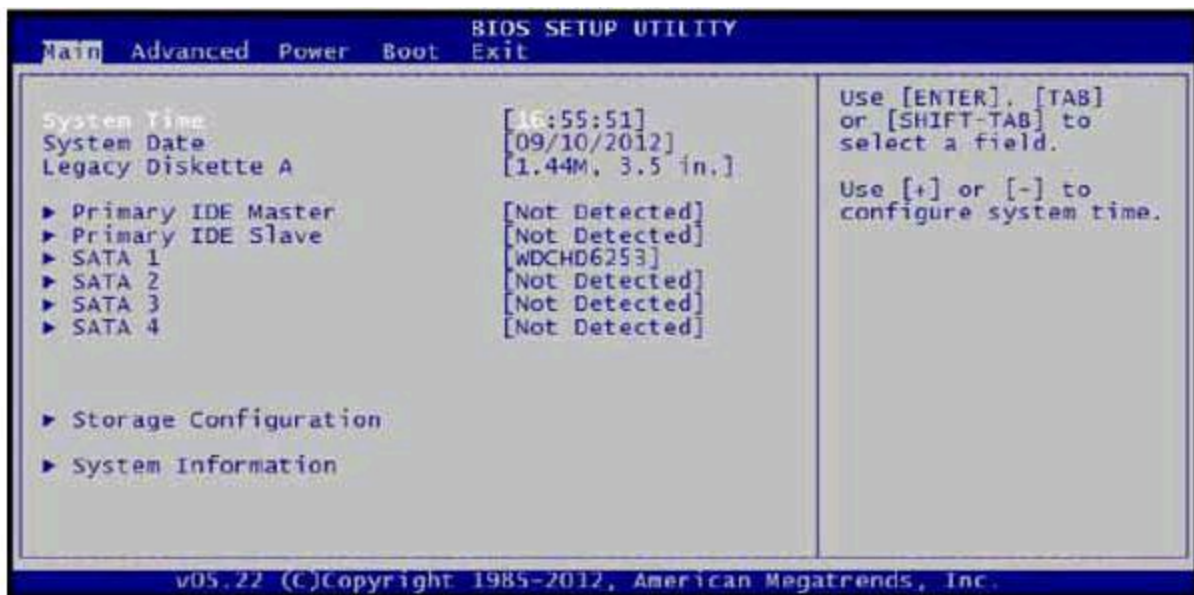 BIOS SETUP UTILITY
Main Advanced Power Boot Exit
System Time [16:55:51]
System Date [09/10/2012]
Legacy Diskette A [1.44M, 3.5 in.]
▶ Primary IDE Master [Not Detected]
▶ Primary IDE Slave [Not Detected]
▶ SATA 1 [WDCHD6253]
▶ SATA 2 [Not Detected]
▶ SATA 3 [Not Detected]
▶ SATA 4 [Not Detected]
▶ Storage Configuration
▶ System Information
Use [ENTER], [TAB]
or [SHIFT-TAB] to
select a field.
Use [+] or [-] to
configure system time.
v05.22 (C)Copyright 1985-2012, American Megatrends, Inc.